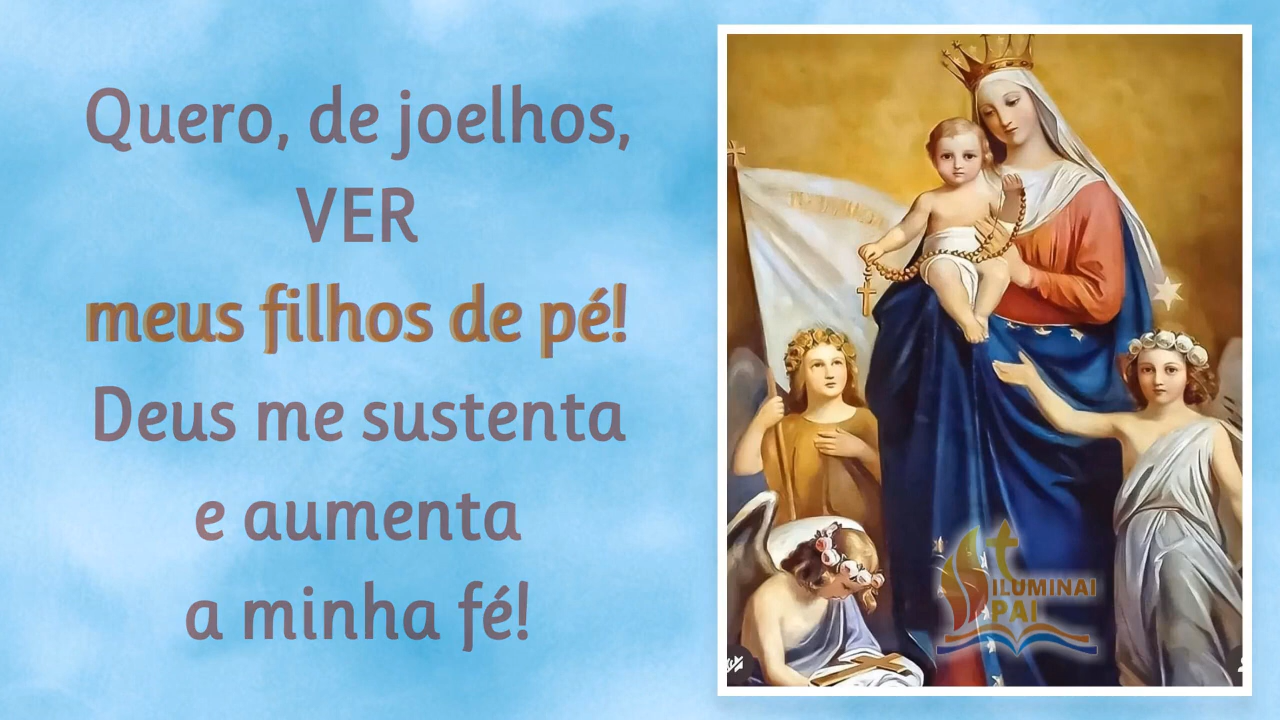 Quero, de joelhos,
VER
meus filhos de pé!
Deus me sustenta
e aumenta
a minha fé!
ILUMINAI
PAI